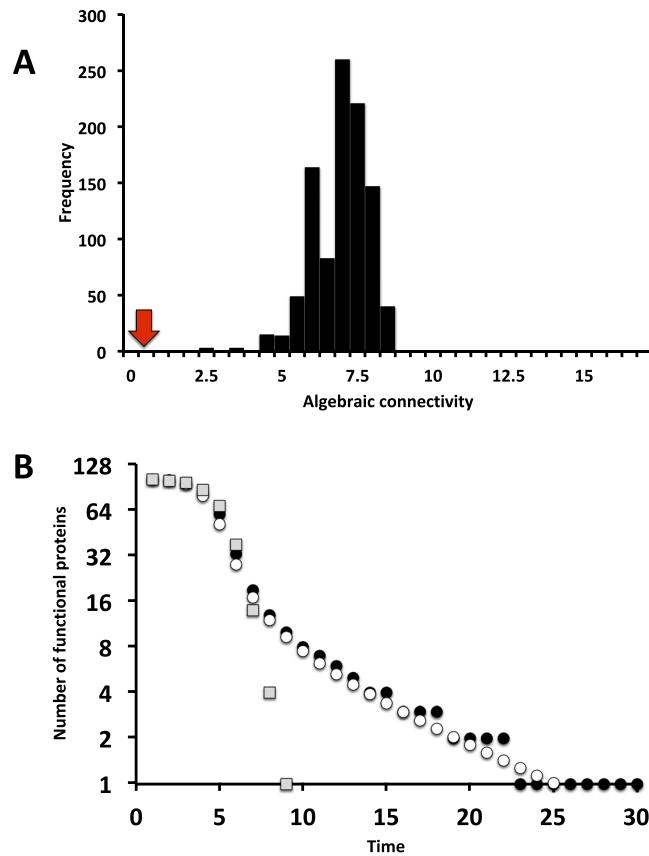 A
300
250
200
150
100
50
0
Frequency
0 2.5 5 7.5 10 12.5 15
Algebraic connectivity
B
128
64
32
16
8
4
2
1
Number of functional proteins
0 5 10 15 20 25 30
Time